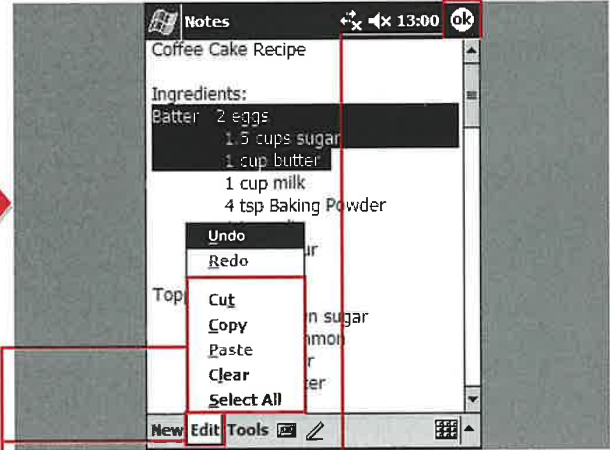 Notes 13:00 ok
Coffee Cake Recipe
Ingredients:
Batter 2 eggs
1.5 cups sugar
1 cup butter
1 cup milk
4 tsp Baking Powder
Undo
Redo
Cut
Copy
Paste
Clear
Select All
n sugar
New Edit Tools